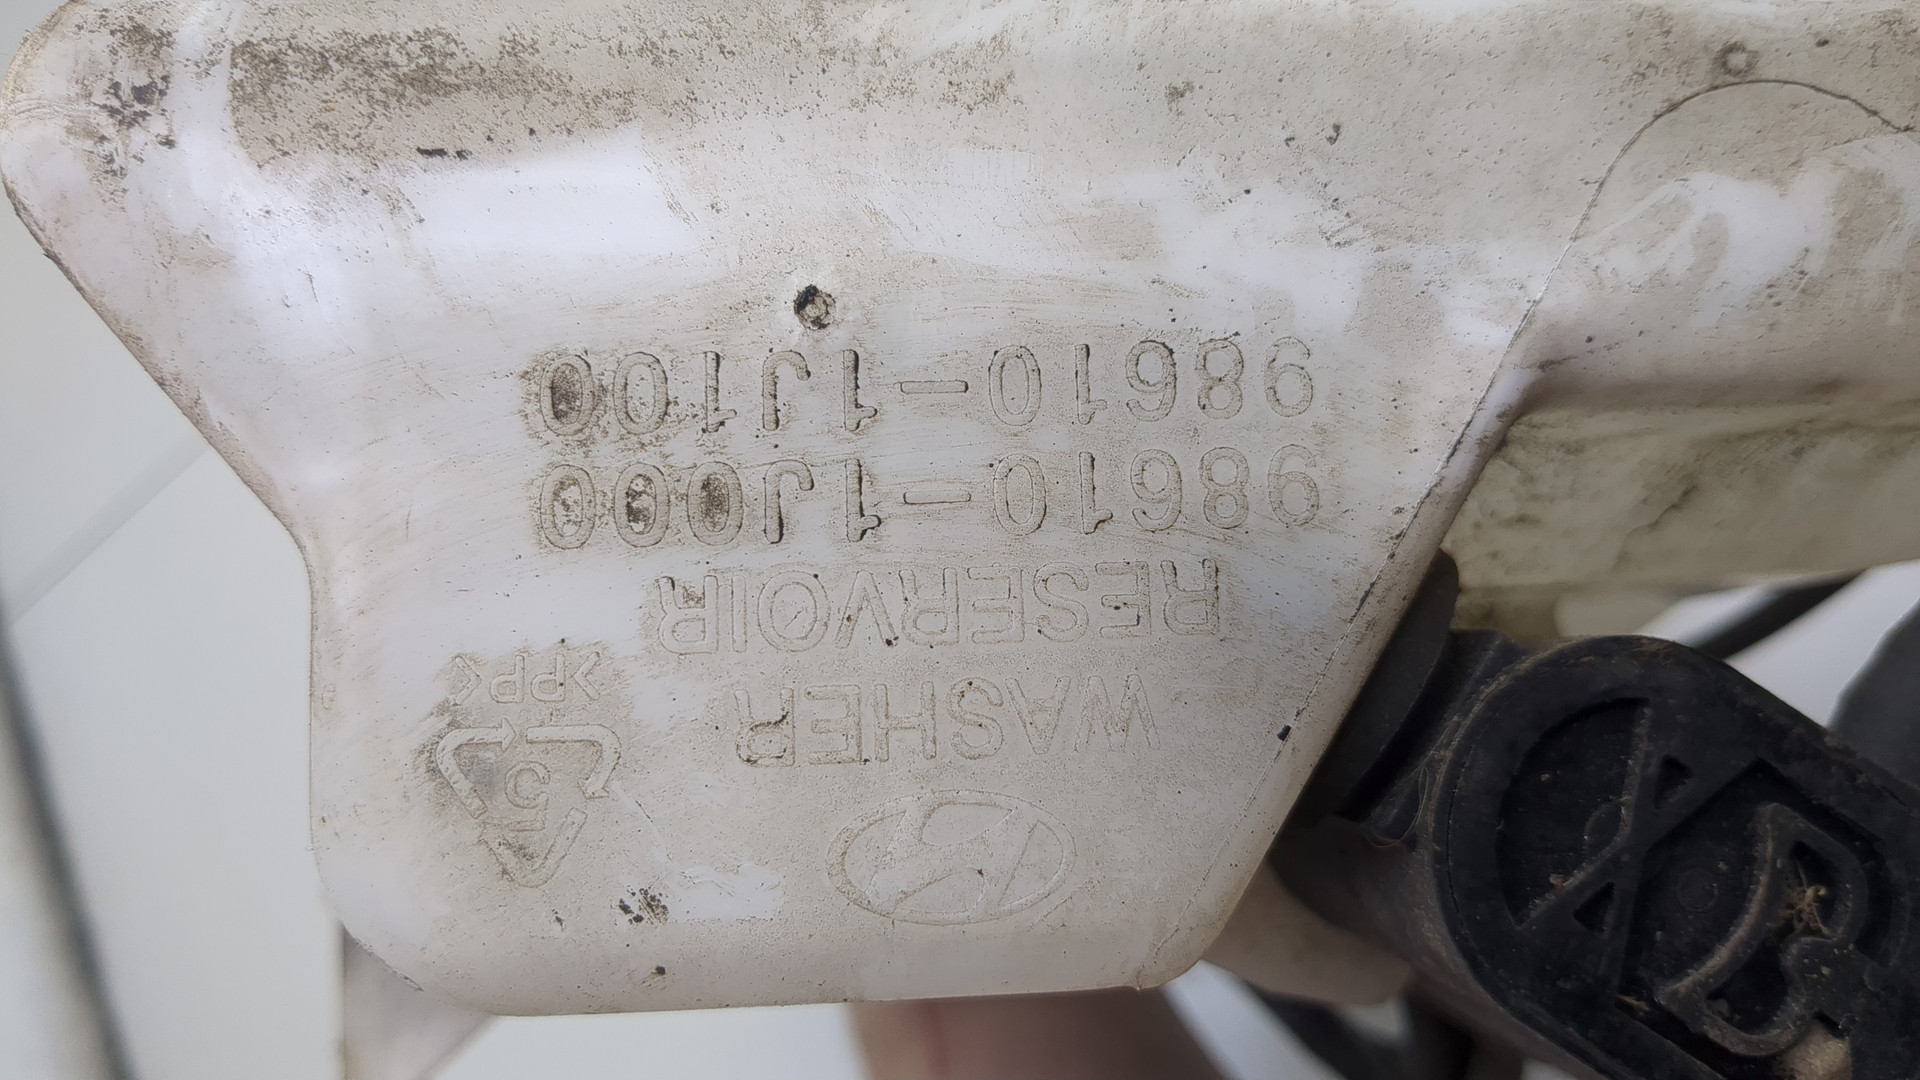 WASHER
5
>PP<
RESERVOIR
98610-1J000
98610-1J100